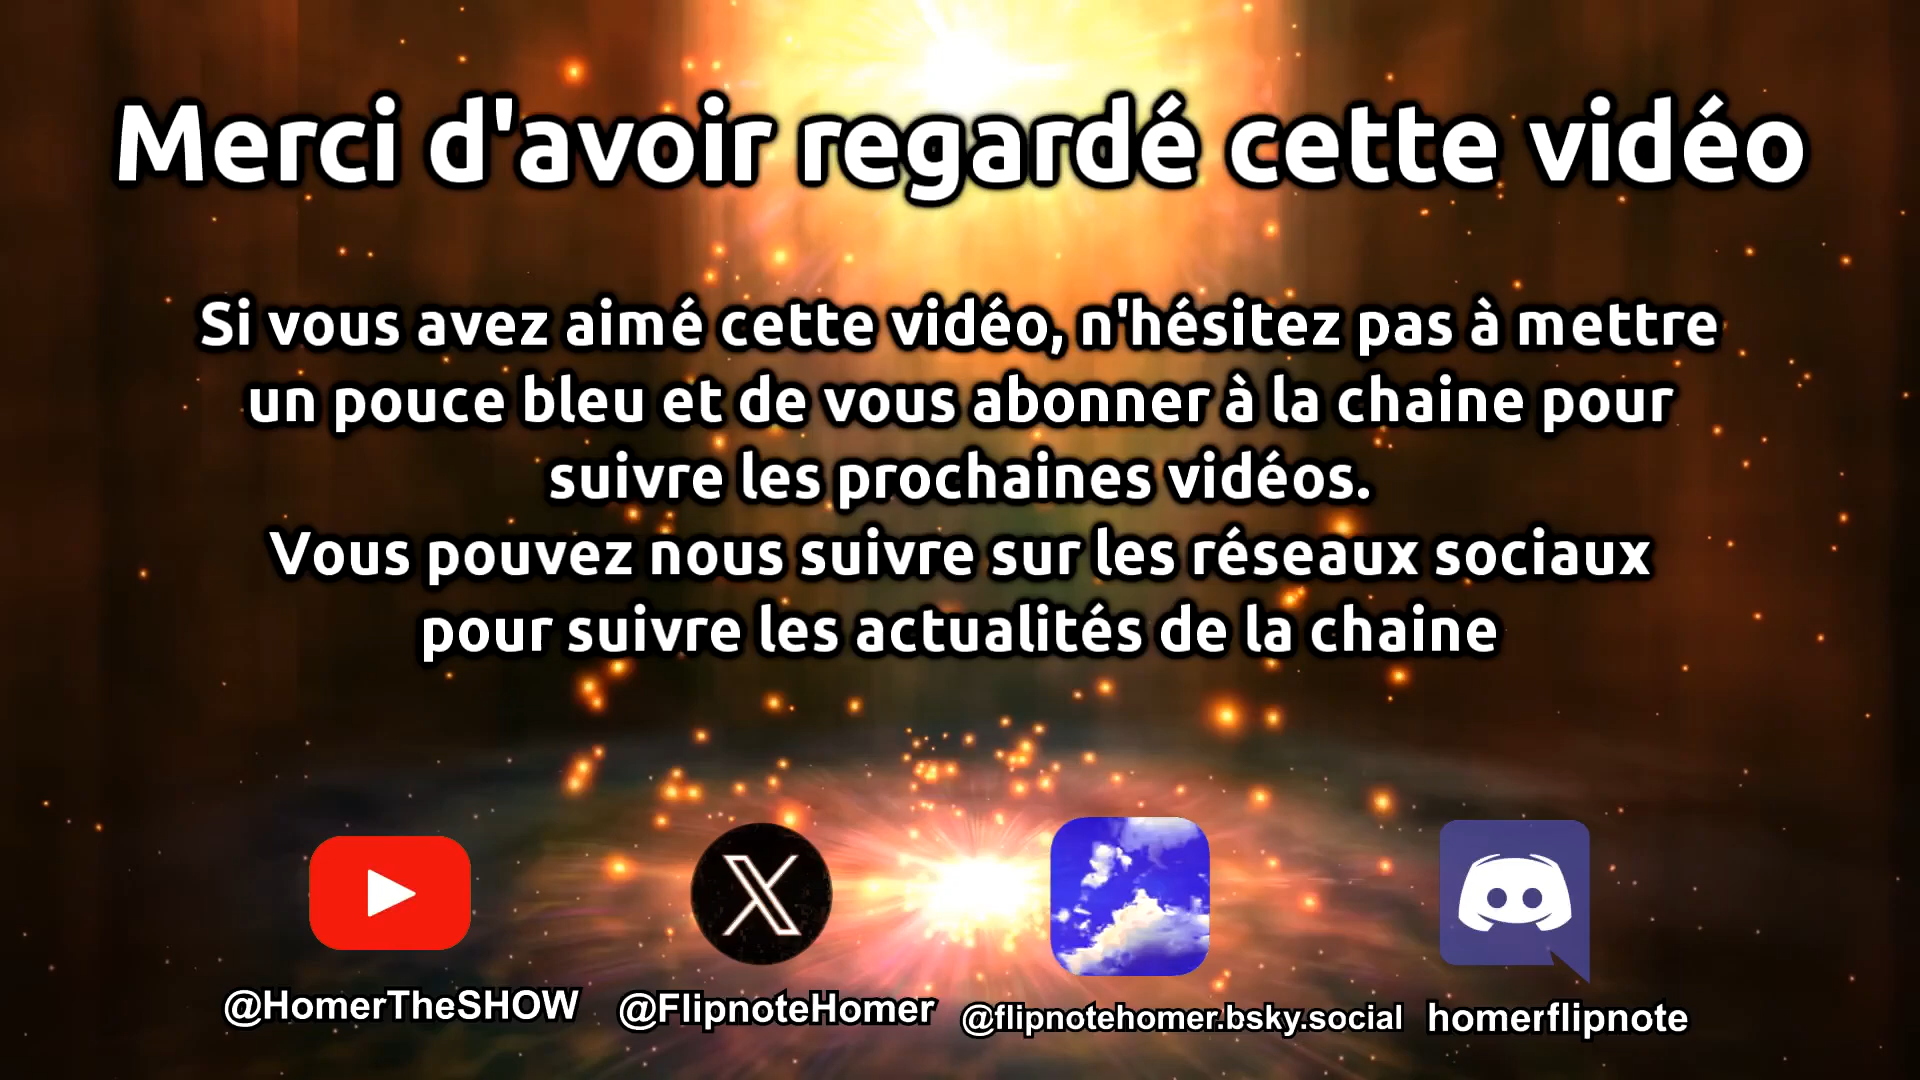 Merci d'avoir regardé cette vidéo
Si vous avez aimé cette vidéo, n'hésitez pas à mettre
un pouce bleu et de vous abonner à la chaine pour
suivre les prochaines vidéos.
Vous pouvez nous suivre sur les réseaux sociaux
pour suivre les actualités de la chaine
@HomerTheSHOW
@FlipnoteHomer
@flipnotehomer.bsky.social
homerflipnote